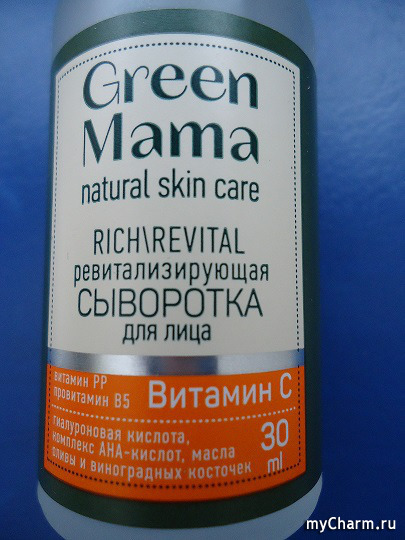 Green
Mama
natural skin care
RICH\REVITAL
ревитализирующая
СЫВОРОТКА
для лица
витамин PP
провитамин B5
Витамин C
гиалуроновая кислота,
комплекс AHA-кислот, масла
оливы и виноградных косточек
30
ml
myCharm.ru